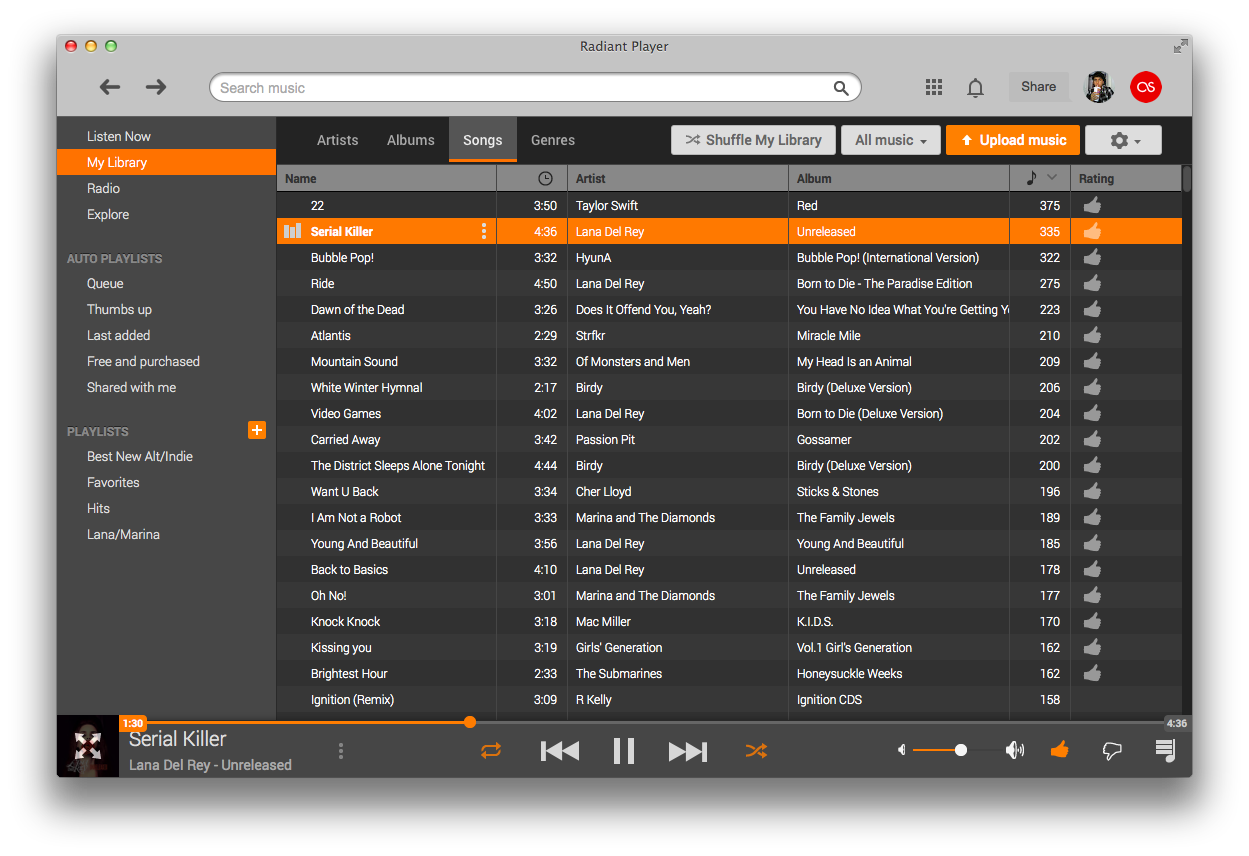 Radiant Player
Search music
Share
Listen Now
My Library
Radio
Explore
AUTO PLAYLISTS
Queue
Thumbs up
Last added
Free and purchased
Shared with me
PLAYLISTS
Best New Alt/Indie
Favorites
Hits
Lana/Marina
Artists Albums Songs Genres Shuffle My Library All music Upload music
Name Artist Album Rating
22 3:50 Taylor Swift Red 375
Serial Killer 4:36 Lana Del Rey Unreleased 335
Bubble Pop! 3:32 HyunA Bubble Pop! (International Version) 322
Ride 4:50 Lana Del Rey Born to Die - The Paradise Edition 275
Dawn of the Dead 3:26 Does It Offend You, Yeah? You Have No Idea What You're Getting Y 223
Atlantis 2:29 Strfkr Miracle Mile 210
Mountain Sound 3:32 Of Monsters and Men My Head Is an Animal 209
White Winter Hymnal 2:17 Birdy Birdy (Deluxe Version) 206
Video Games 4:02 Lana Del Rey Born to Die (Deluxe Version) 204
Carried Away 3:42 Passion Pit Gossamer 202
The District Sleeps Alone Tonight 4:44 Birdy Birdy (Deluxe Version) 200
Want U Back 3:34 Cher Lloyd Sticks & Stones 196
I Am Not a Robot 3:33 Marina and The Diamonds The Family Jewels 189
Young And Beautiful 3:56 Lana Del Rey Young And Beautiful 185
Back to Basics 4:10 Lana Del Rey Unreleased 178
Oh No! 3:01 Marina and The Diamonds The Family Jewels 177
Knock Knock 3:18 Mac Miller K.I.D.S. 170
Kissing you 3:19 Girls' Generation Vol.1 Girl's Generation 162
Brightest Hour 2:33 The Submarines Honeysuckle Weeks 162
Ignition (Remix) 3:09 R Kelly Ignition CDS 158
1:30 4:36
Serial Killer
Lana Del Rey - Unreleased